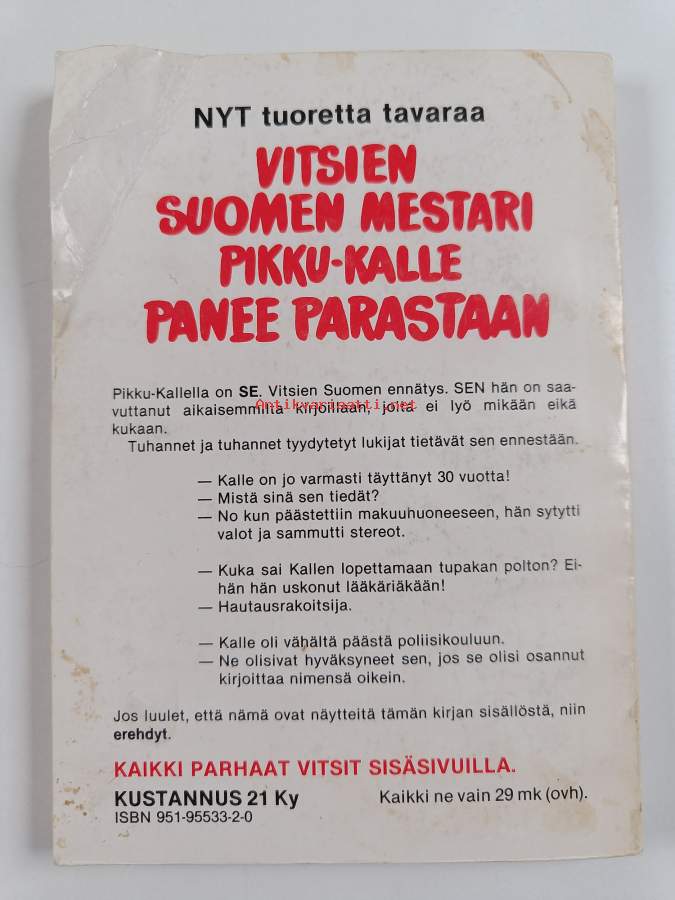 NYT tuoretta tavaraa
VITSIEN
SUOMEN MESTARI
PIKKU-KALLE
PANEE PARASTAAN
Pikku-Kallella on SE. Vitsien Suomen ennätys. SEN hän on saa-
vuttanut aikaisemmilta kirjoillaan, joita ei lyö mikään eikä
kukaan.
Antikvariaatti.net
Tuhannet ja tuhannet tyydytetyt lukijat tietävät sen ennestään.
— Kalle on jo varmasti täyttänyt 30 vuotta!
— Mistä sinä sen tiedät?
— No kun päästettiin makuuhuoneeseen, hän sytytti
valot ja sammutti stereot.
— Kuka sai Kallen lopettamaan tupakan polton? Ei-
hän hän uskonut lääkäriäkään!
— Hautausrakoitsija.
— Kalle oli vähältä päästä poliisikouluun.
— Ne olisivat hyväksyneet sen, jos se olisi osannut
kirjoittaa nimensä oikein.
Jos luulet, että nämä ovat näytteitä tämän kirjan sisällöstä, niin
erehdyt.
KAIKKI PARHAAT VITSIT SISÄSIVUILLA.
KUSTANNUS 21 Ky
Kaikki ne vain 29 mk (ovh).
ISBN 951-95533-2-0